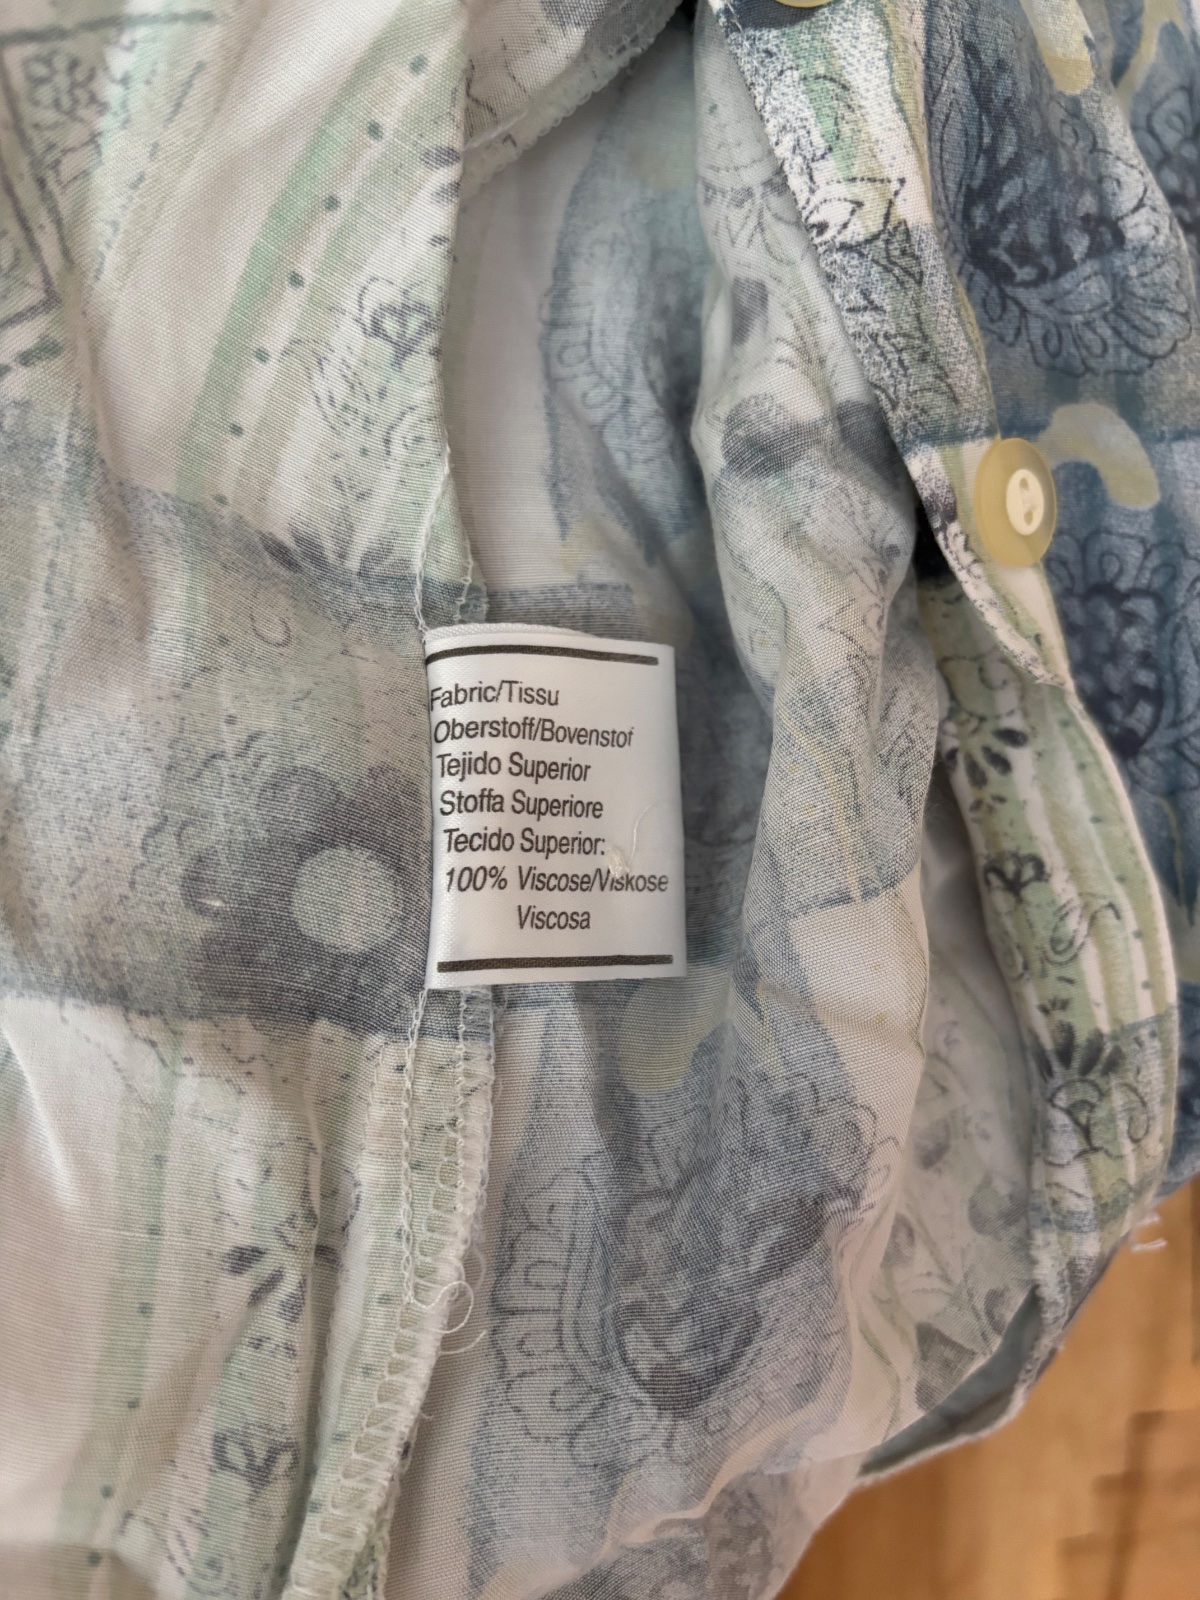 Fabric/Tissu
Oberstoff/Bovenstof
Tejido Superior
Stoffa Superiore
Tecido Superior:
100% Viscose/Viskose
Viscosa